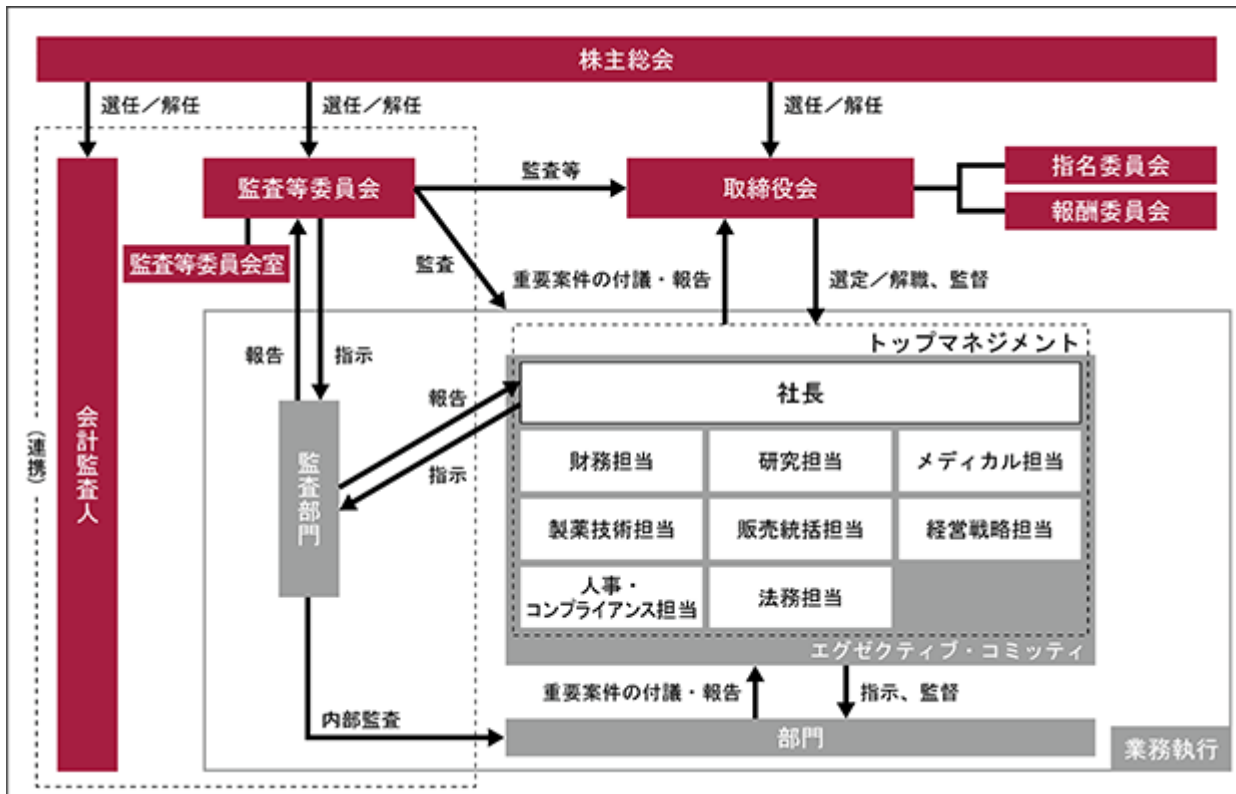 株主総会
選任／解任
選任／解任
選任／解任
監査等委員会
監査等
取締役会
指名委員会
報酬委員会
監査等委員会室
監査
重要案件の付議・報告
選定／解職、監督
トップマネジメント
報告
指示
社長
報告
指示
会計監査人
（連携）
監査部門
財務担当
研究担当
メディカル担当
製薬技術担当
販売統括担当
経営戦略担当
人事・
コンプライアンス担当
法務担当
エグゼクティブ・コミッティ
重要案件の付議・報告
指示、監督
内部監査
部門
業務執行